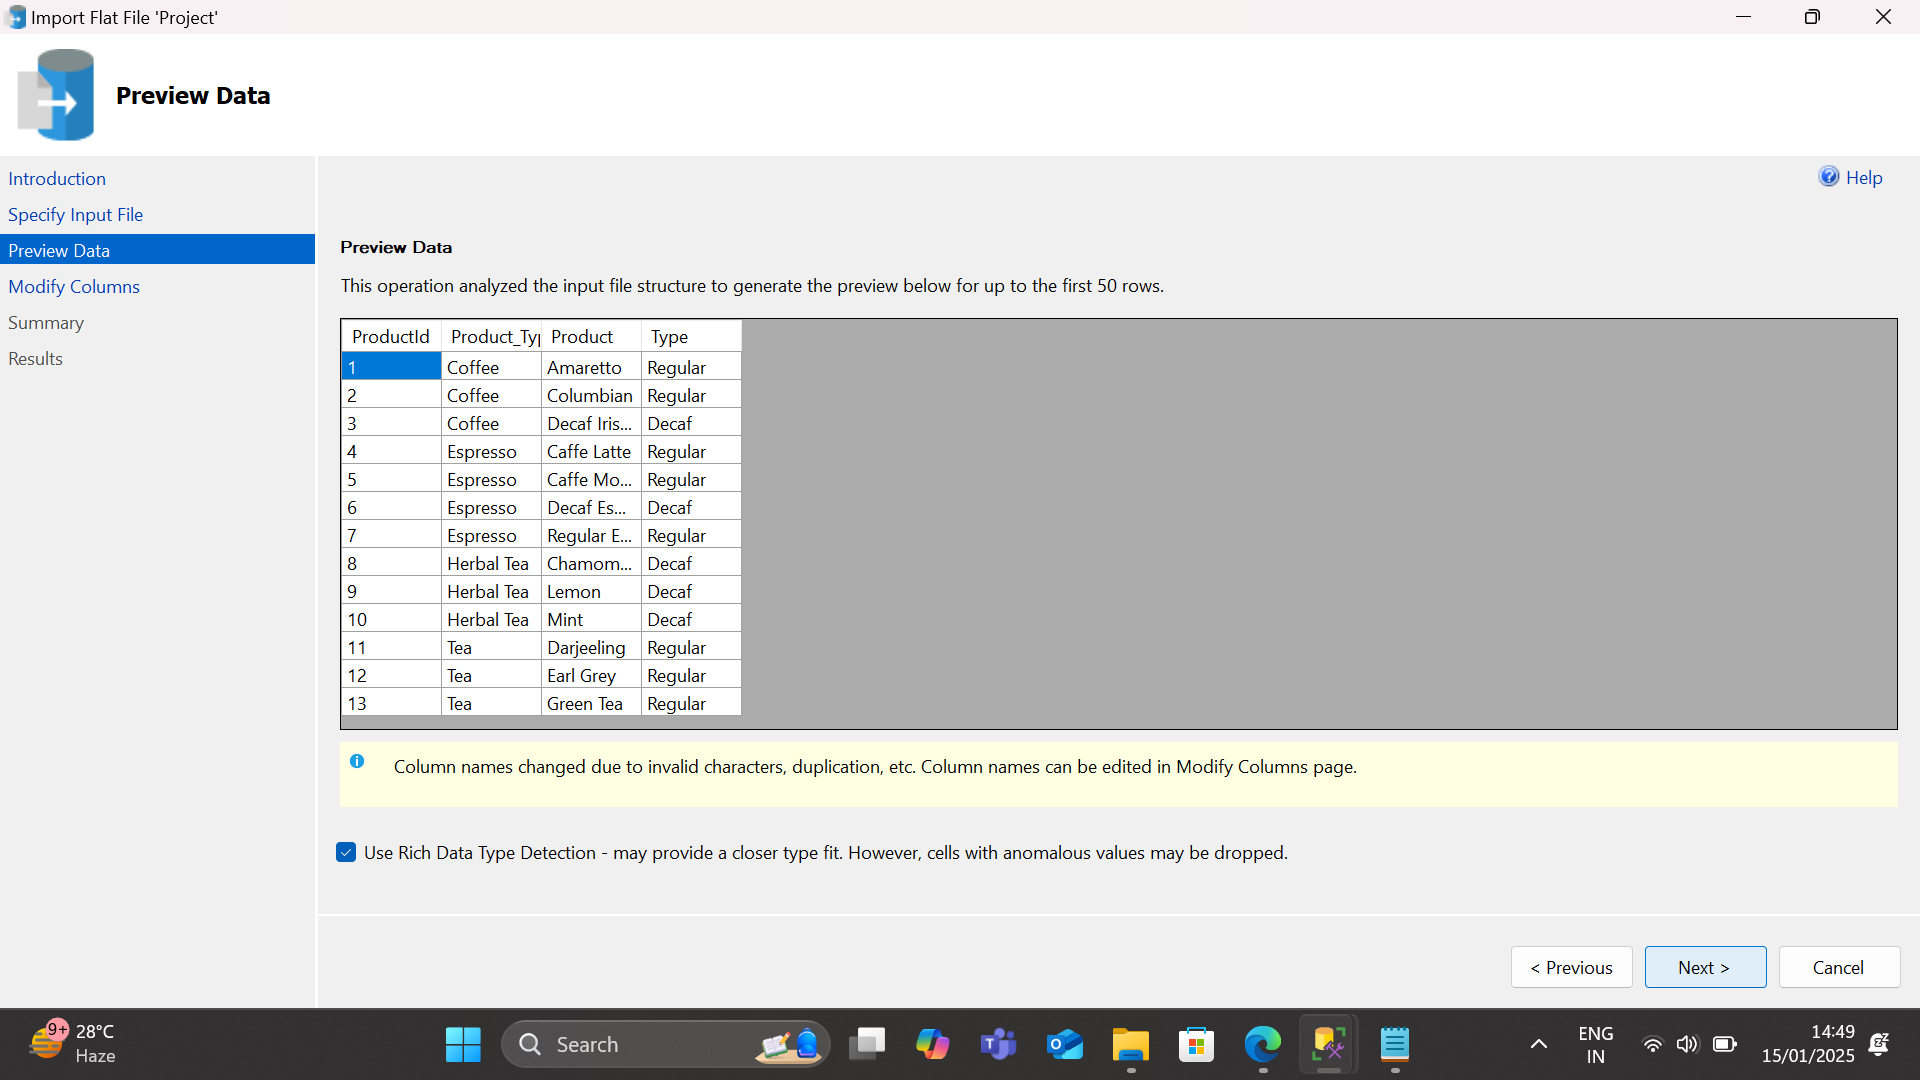 Import Flat File 'Project'
Preview Data
Introduction
Specify Input File
Preview Data
Modify Columns
Summary
Results
Help
Preview Data
This operation analyzed the input file structure to generate the preview below for up to the first 50 rows.
ProductId Product_Typ Product Type
1 Coffee Amaretto Regular
2 Coffee Columbian Regular
3 Coffee Decaf Iris... Decaf
4 Espresso Caffe Latte Regular
5 Espresso Caffe Mo... Regular
6 Espresso Decaf Es... Decaf
7 Espresso Regular E... Regular
8 Herbal Tea Chamom... Decaf
9 Herbal Tea Lemon Decaf
10 Herbal Tea Mint Decaf
11 Tea Darjeeling Regular
12 Tea Earl Grey Regular
13 Tea Green Tea Regular
Column names changed due to invalid characters, duplication, etc. Column names can be edited in Modify Columns page.
Use Rich Data Type Detection - may provide a closer type fit. However, cells with anomalous values may be dropped.
< Previous Next > Cancel
9+ 28°C
Haze
Search
ENG
IN
14:49
15/01/2025